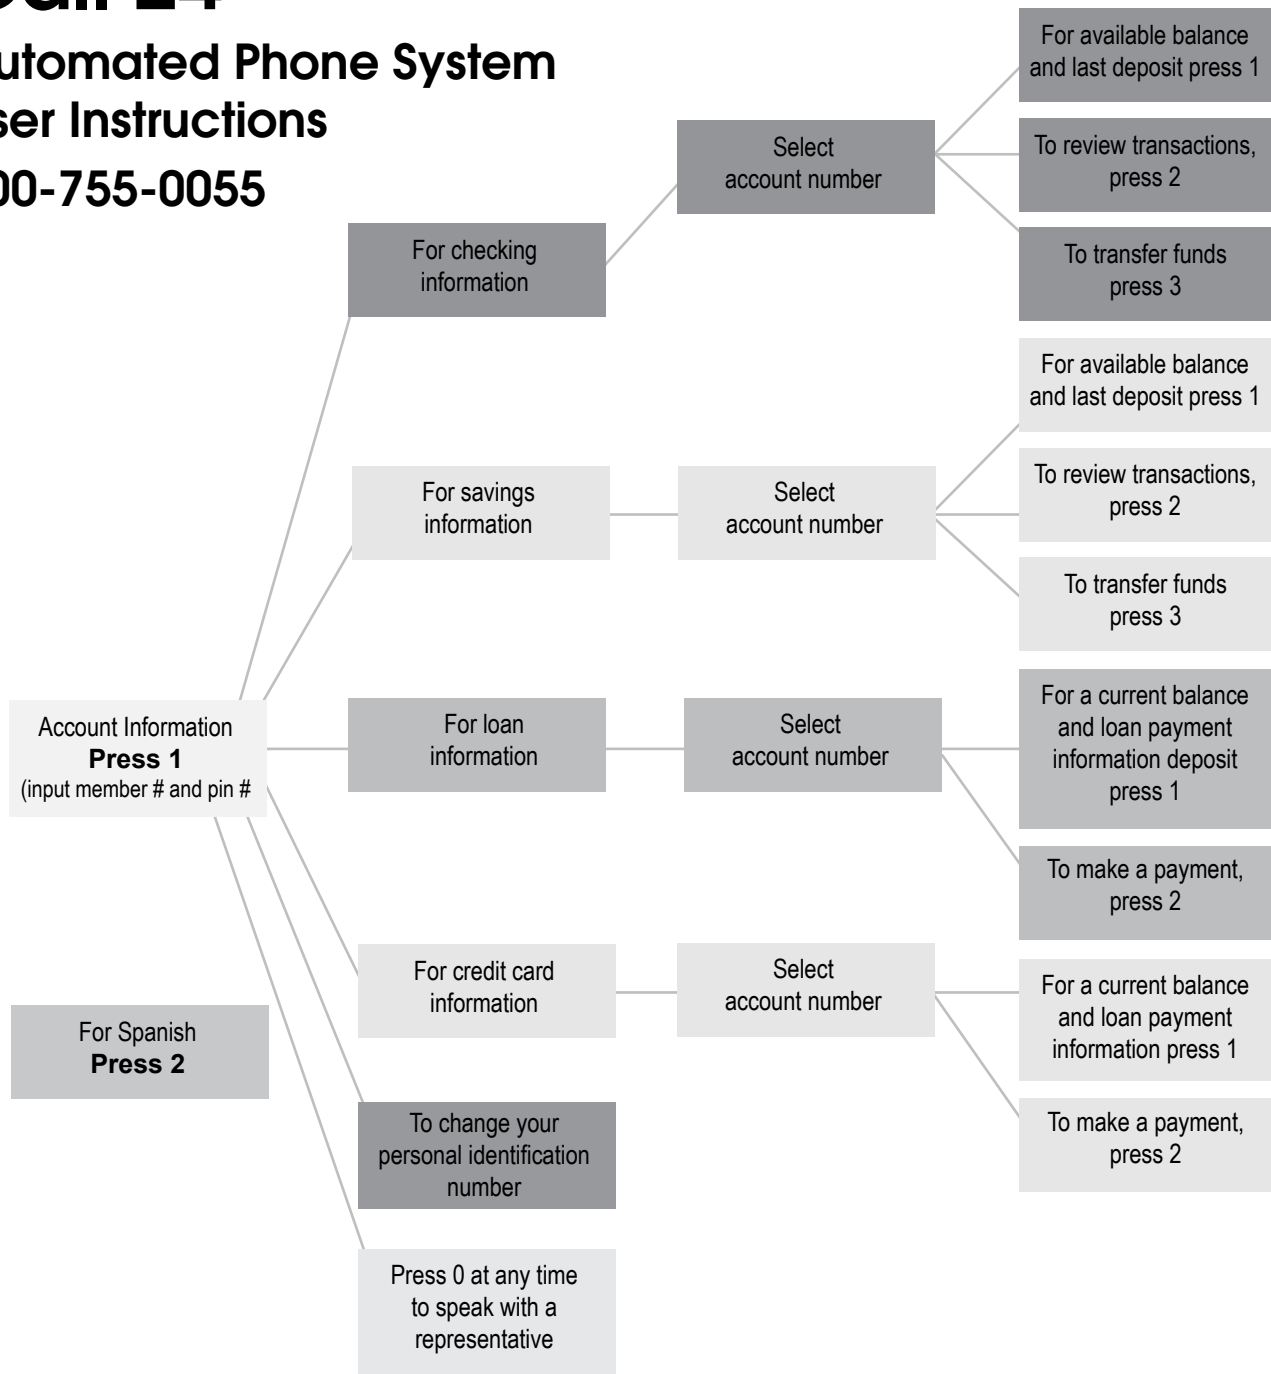 Call 24
utomated Phone System
ser Instructions
00-755-0055
Account Information
Press 1
(input member # and pin #
For Spanish
Press 2
For checking
information
Select
account number
For available balance
and last deposit press 1
To review transactions,
press 2
To transfer funds
press 3
For savings
information
Select
account number
For available balance
and last deposit press 1
To review transactions,
press 2
To transfer funds
press 3
For loan
information
Select
account number
For a current balance
and loan payment
information deposit
press 1
To make a payment,
press 2
For credit card
information
Select
account number
For a current balance
and loan payment
information press 1
To make a payment,
press 2
To change your
personal identification
number
Press 0 at any time
to speak with a
representative